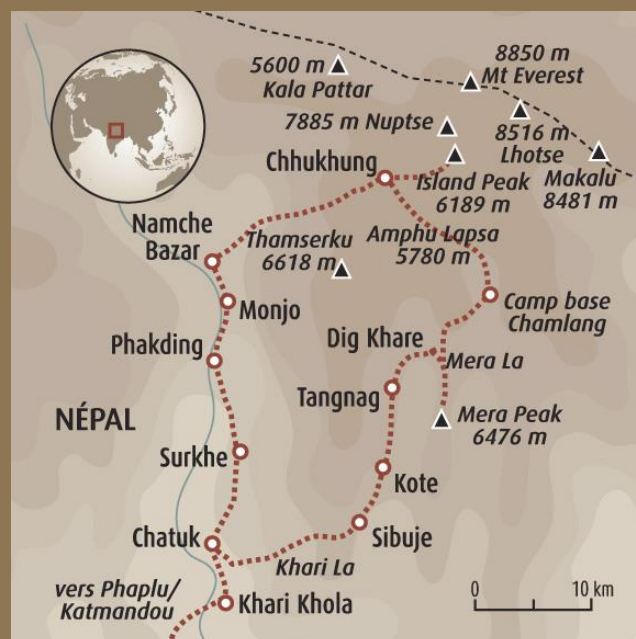 5600 m
Kala Pattar
8850 m
Mt Everest
7885 m Nuptse
8516 m
Lhotse
Makalu
8481 m
Chhukhung
Island Peak
6189 m
Namche
Bazar
Thamserku
6618 m
Amphu Lapsa
5780 m
Monjo
Camp base
Chamlang
Phakding
Dig Khare
Mera La
Tangnag
NÉPAL
Mera Peak
6476 m
Surkhe
Kote
Chatuk
Sibuje
Khari La
vers Phaplu/
Katmandou
Khari Khola
0 10 km